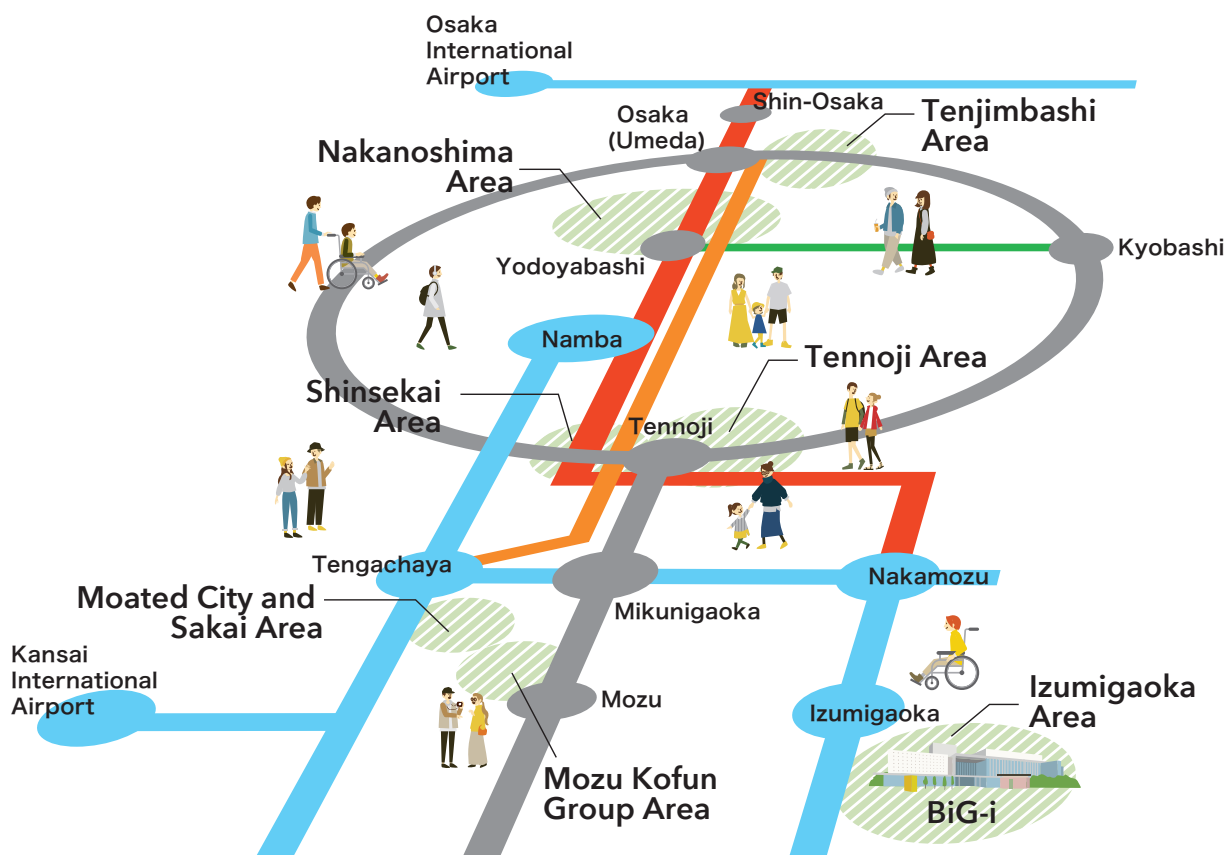 Osaka
International
Airport
Shin-Osaka
Osaka
(Umeda)
Tenjimbashi
Area
Nakanoshima
Area
Yodoyabashi
Kyobashi
Namba
Tennoji Area
Shinsekai
Area
Tennoji
Tengachaya
Nakamozu
Mikunigaoka
Moated City and
Sakai Area
Kansai
International
Airport
Mozu
Izumigaoka
Izumigaoka
Area
Mozu Kofun
Group Area
BiG-i